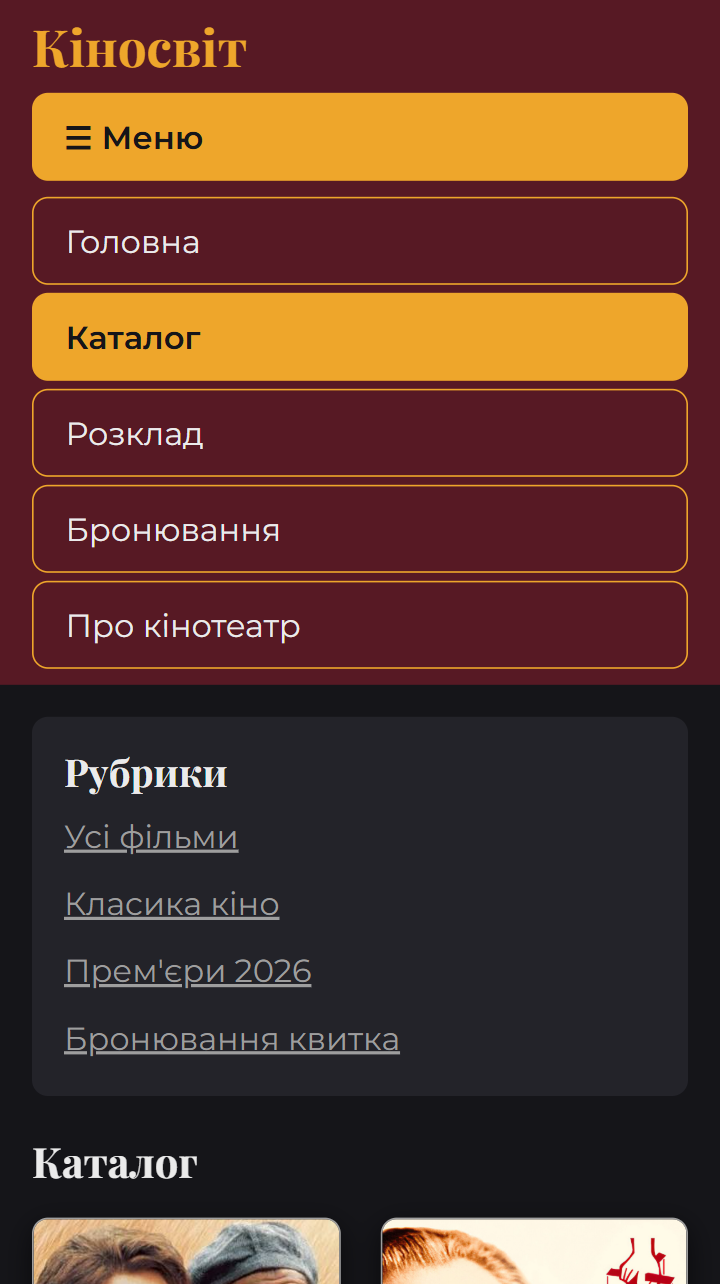 Кіносвіт
☰ Меню
Головна
Каталог
Розклад
Бронювання
Про кінотеатр
Рубрики
Усі фільми
Класика кіно
Прем'єри 2026
Бронювання квитка
Каталог